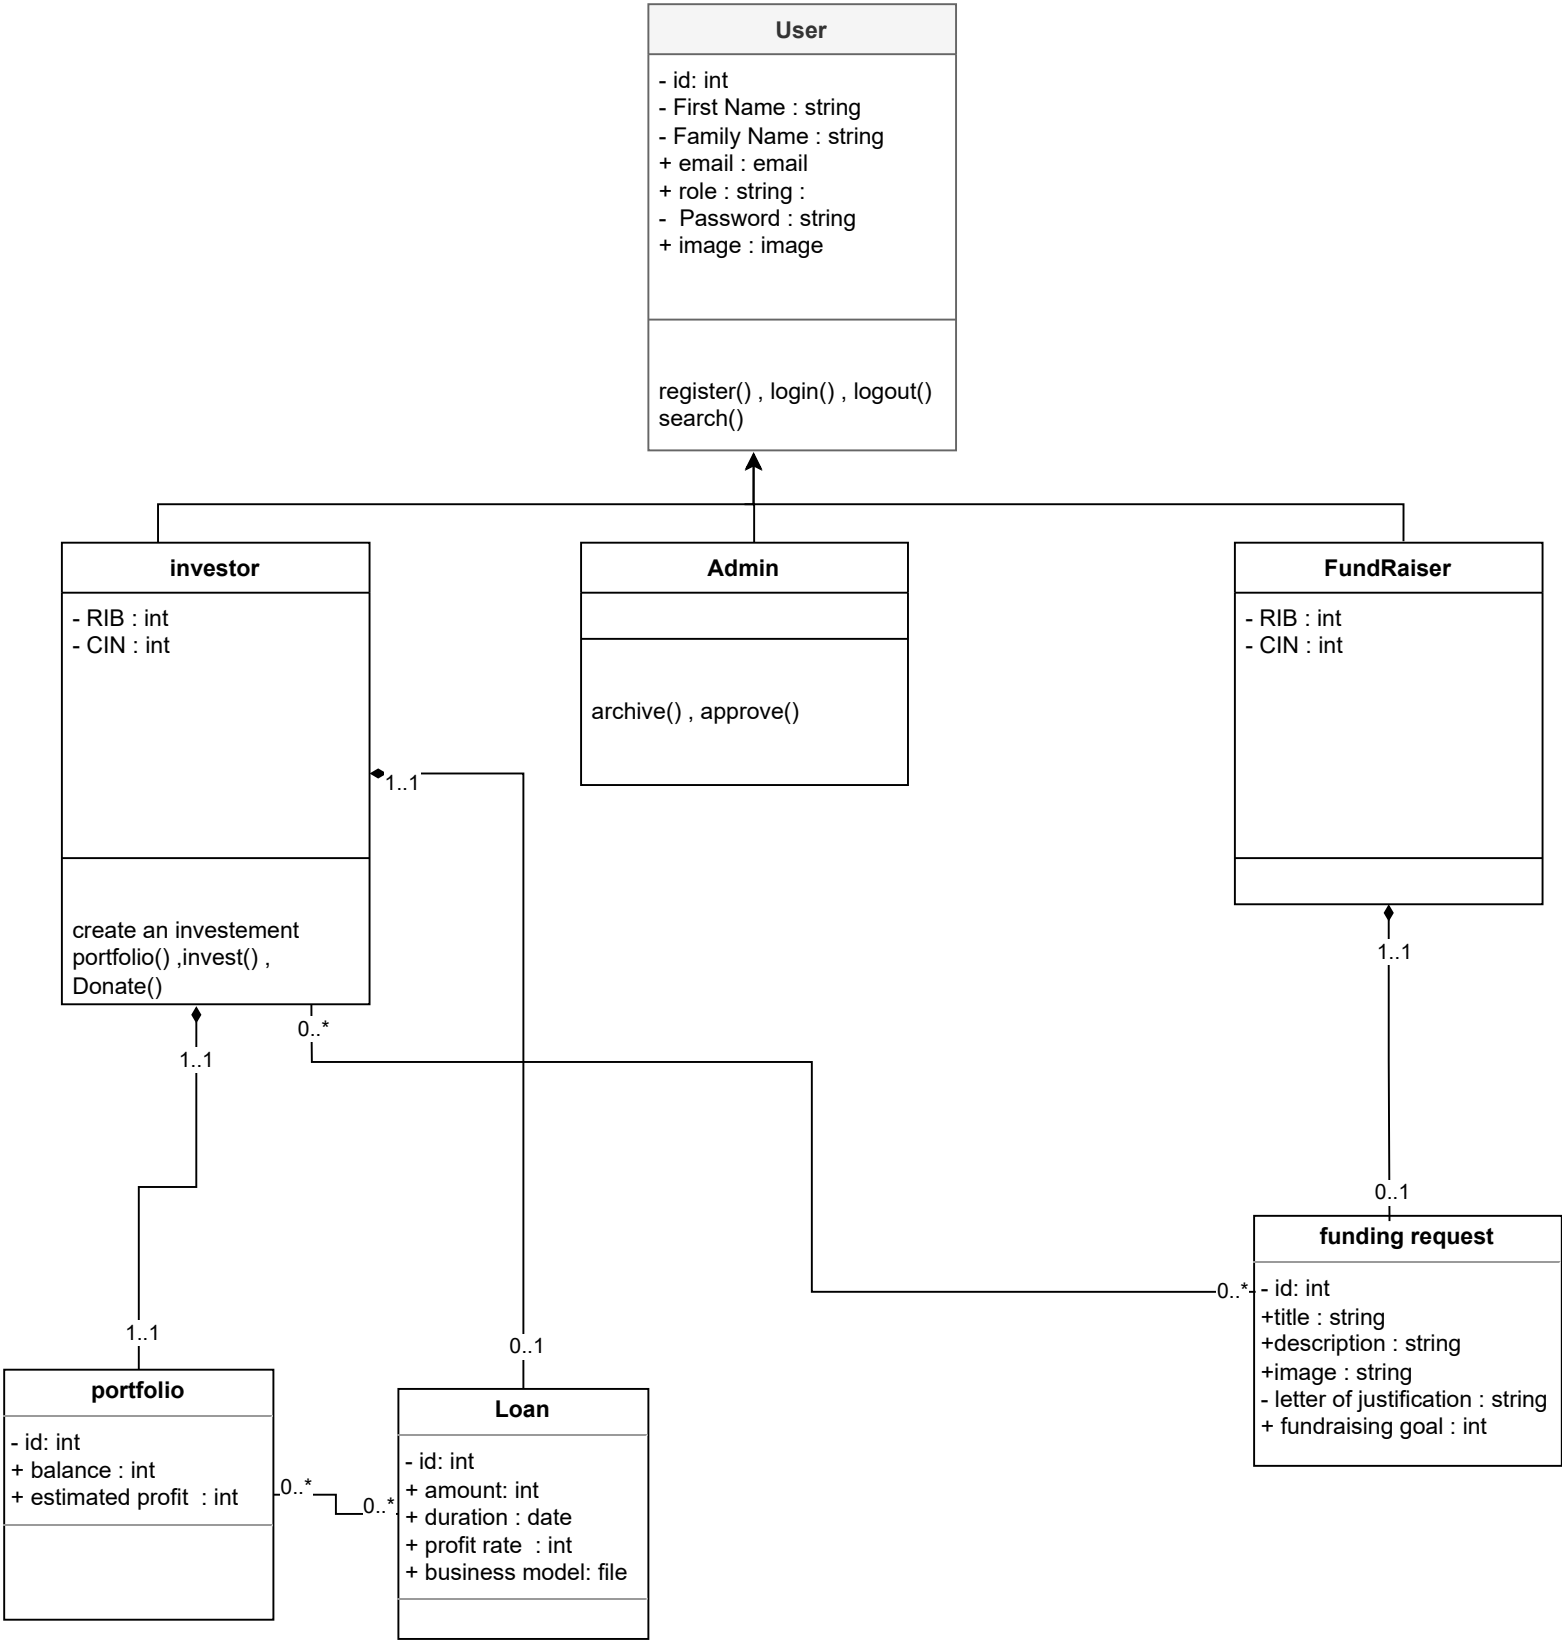 User
- id: int
- First Name : string
- Family Name : string
+ email : email
+ role : string :
-  Password : string
+ image : image
register() , login() , logout()
search()
investor
- RIB : int
- CIN : int
create an investement
portfolio() ,invest() ,
Donate()
Admin
archive() , approve()
FundRaiser
- RIB : int
- CIN : int
1..1
1..1
0..*
1..1
0..1
0..*
1..1
0..1
funding request
- id: int
+title : string
+description : string
+image : string
- letter of justification : string
+ fundraising goal : int
portfolio
- id: int
+ balance : int
+ estimated profit  : int
0..*
0..*
Loan
- id: int
+ amount: int
+ duration : date
+ profit rate  : int
+ business model: file